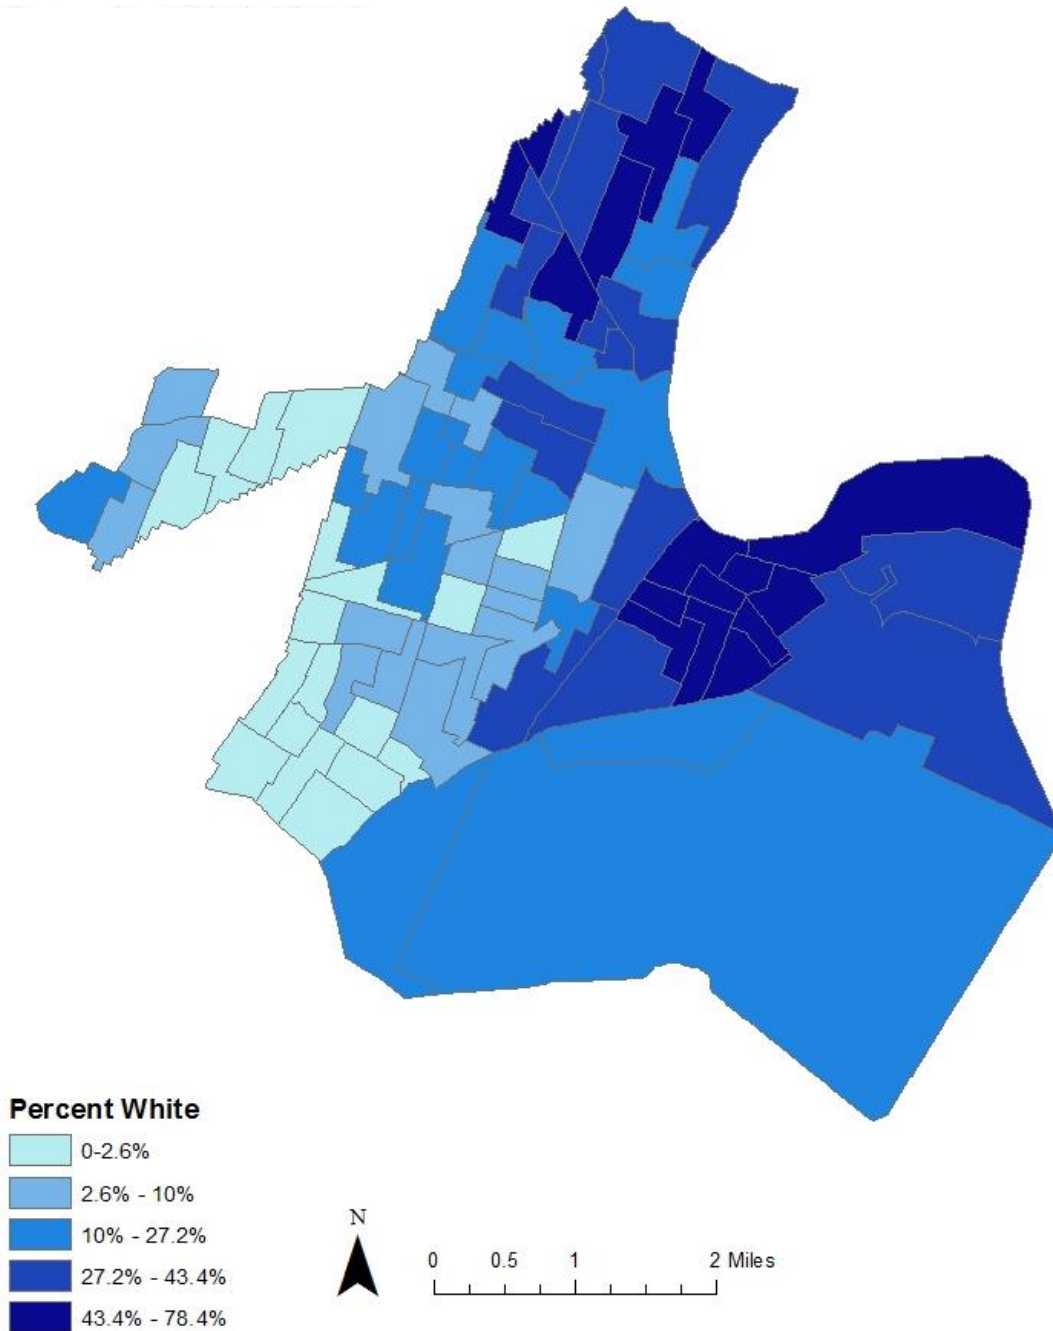 Percent White
0-2.6%
2.6% - 10%
10% - 27.2%
27.2% - 43.4%
43.4% - 78.4%
N
0 0.5 1 2 Miles